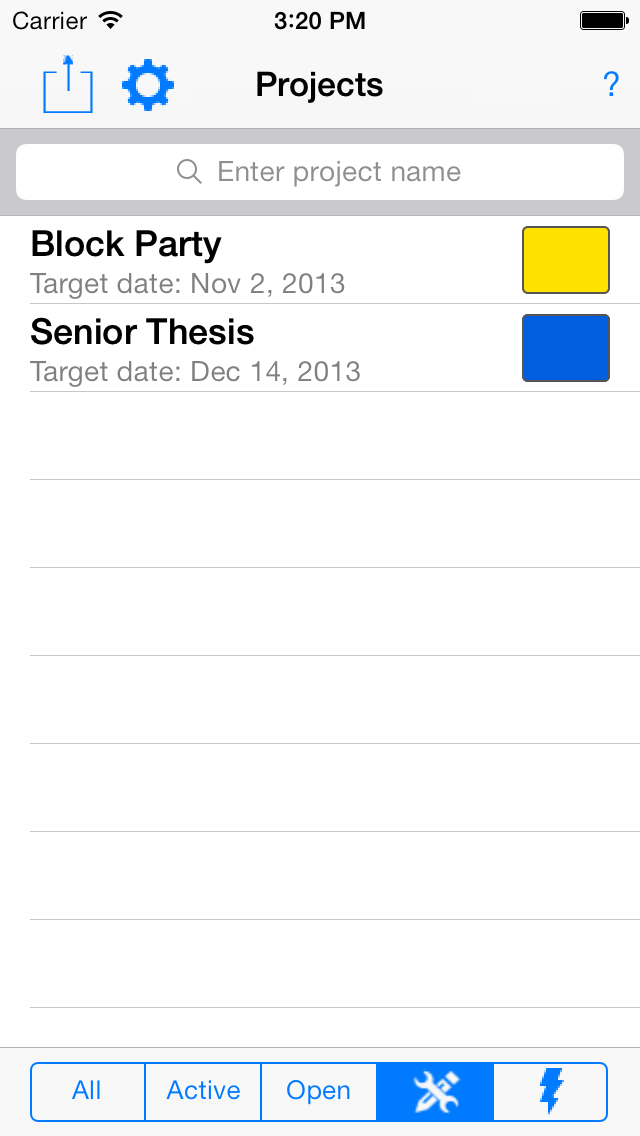 Carrier 3:20 PM
Projects ?
Enter project name
Block Party
Target date: Nov 2, 2013
Senior Thesis
Target date: Dec 14, 2013
All Active Open